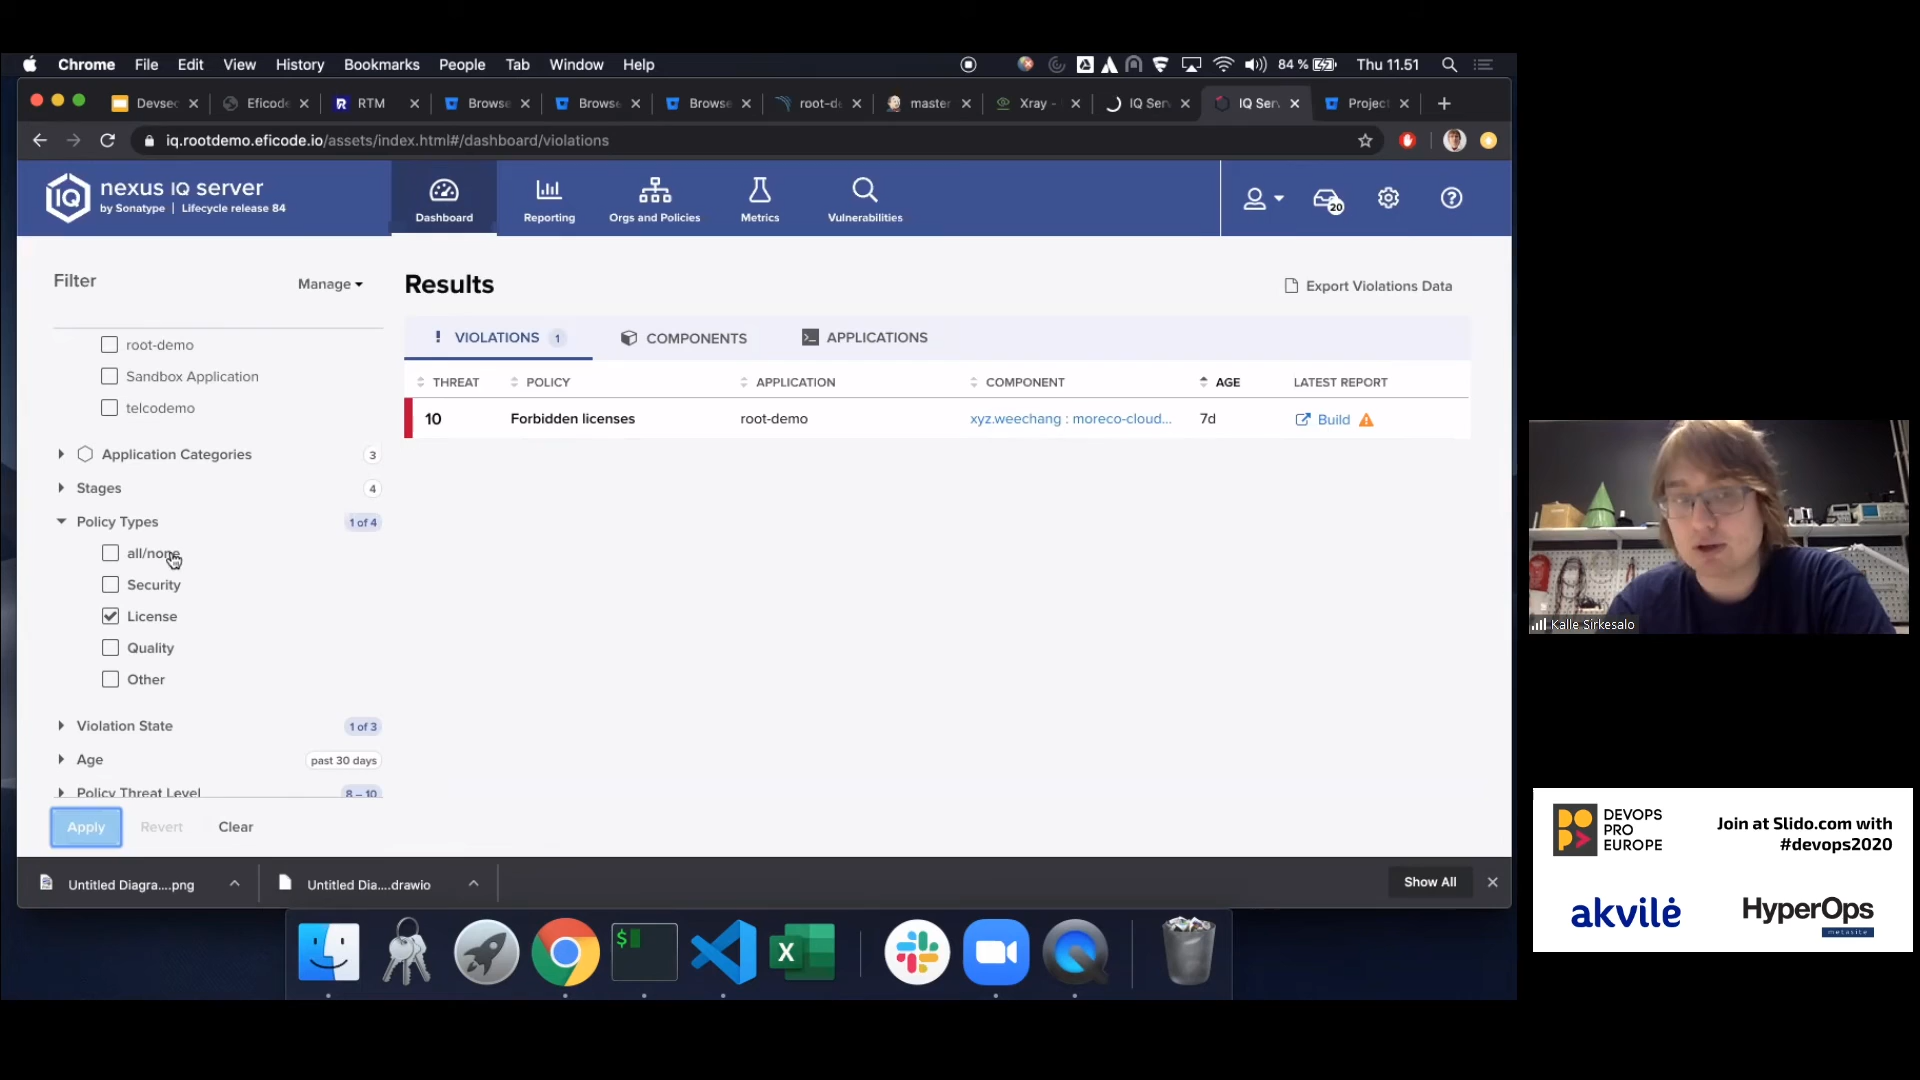 Chrome File Edit View History Bookmarks People Tab Window Help 84 % Thu 11.51
Devsec Eficode RTM Browse Browse Browse root-de master Xray - IQ Serv IQ Serv Project
iq.rootdemo.eficode.io/assets/index.html#/dashboard/violations
IQ nexus IQ server
by Sonatype | Lifecycle release 84
Dashboard Reporting Orgs and Policies Metrics Vulnerabilities 20
Filter Manage
Results Export Violations Data
root-demo
Sandbox Application
telcodemo
Application Categories 3
Stages 4
Policy Types 1 of 4
all/none
Security
License
Quality
Other
Violation State 1 of 3
Age past 30 days
Policy Threat Level 8 – 10
Apply Revert Clear
VIOLATIONS 1 COMPONENTS APPLICATIONS
THREAT POLICY APPLICATION COMPONENT AGE LATEST REPORT
10 Forbidden licenses root-demo xyz.weechang : moreco-cloud... 7d Build
Untitled Diagra....png Untitled Dia....drawio Show All
$
X
Kalle Sirkesalo
DEVOPS
PRO
EUROPE
Join at Slido.com with
#devops2020
akvilė
HyperOps
metasite